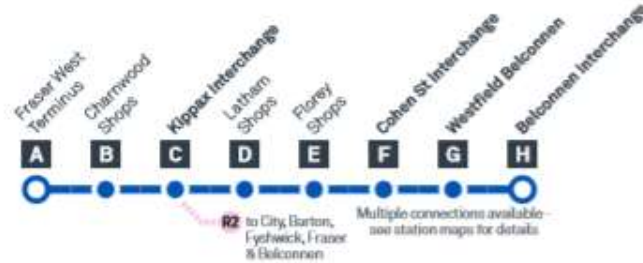 Fraser West
Terminus
Charnwood
Shops
Kippax Interchange
Latham
Shops
Florey
Shops
Cohen St Interchange
Westfield Belconnen
Belconnen Interchange
A B C D E F G H
R2 to City, Barton,
Fyshwick, Fraser
& Belconnen
Multiple connections available -
see station maps for details